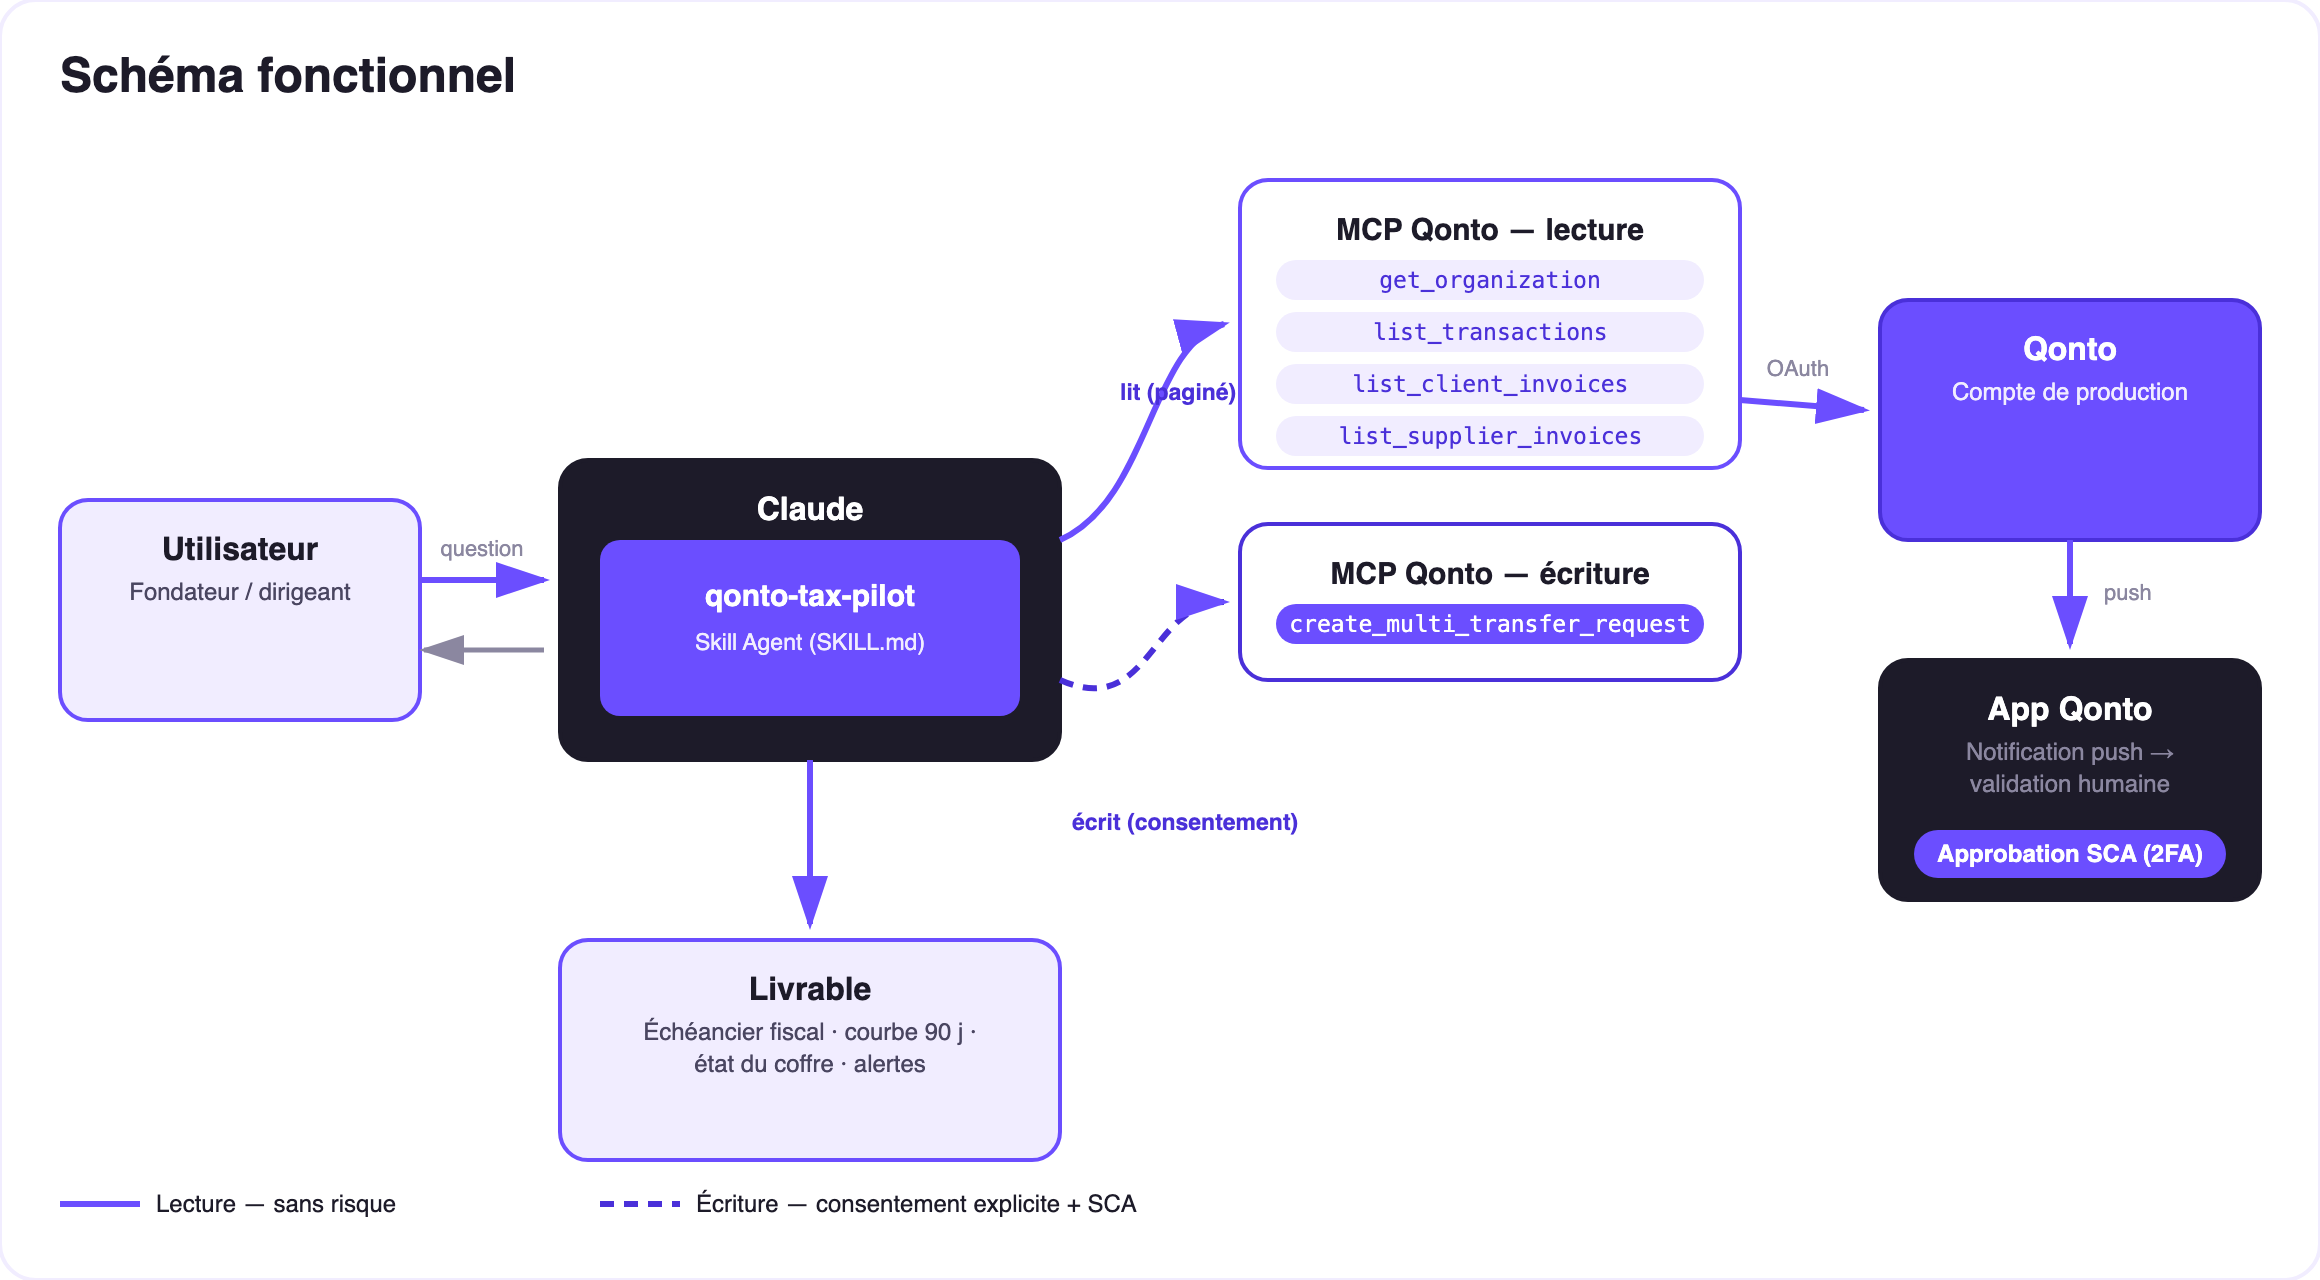 Schéma fonctionnel
Utilisateur
Fondateur / dirigeant
question
Claude
qonto-tax-pilot
Skill Agent (SKILL.md)
lit (paginé)
MCP Qonto — lecture
get_organization
list_transactions
list_client_invoices
list_supplier_invoices
MCP Qonto — écriture
create_multi_transfer_request
écrit (consentement)
OAuth
Qonto
Compte de production
push
App Qonto
Notification push →
validation humaine
Approbation SCA (2FA)
Livrable
Échéancier fiscal · courbe 90 j ·
état du coffre · alertes
Lecture — sans risque
Écriture — consentement explicite + SCA